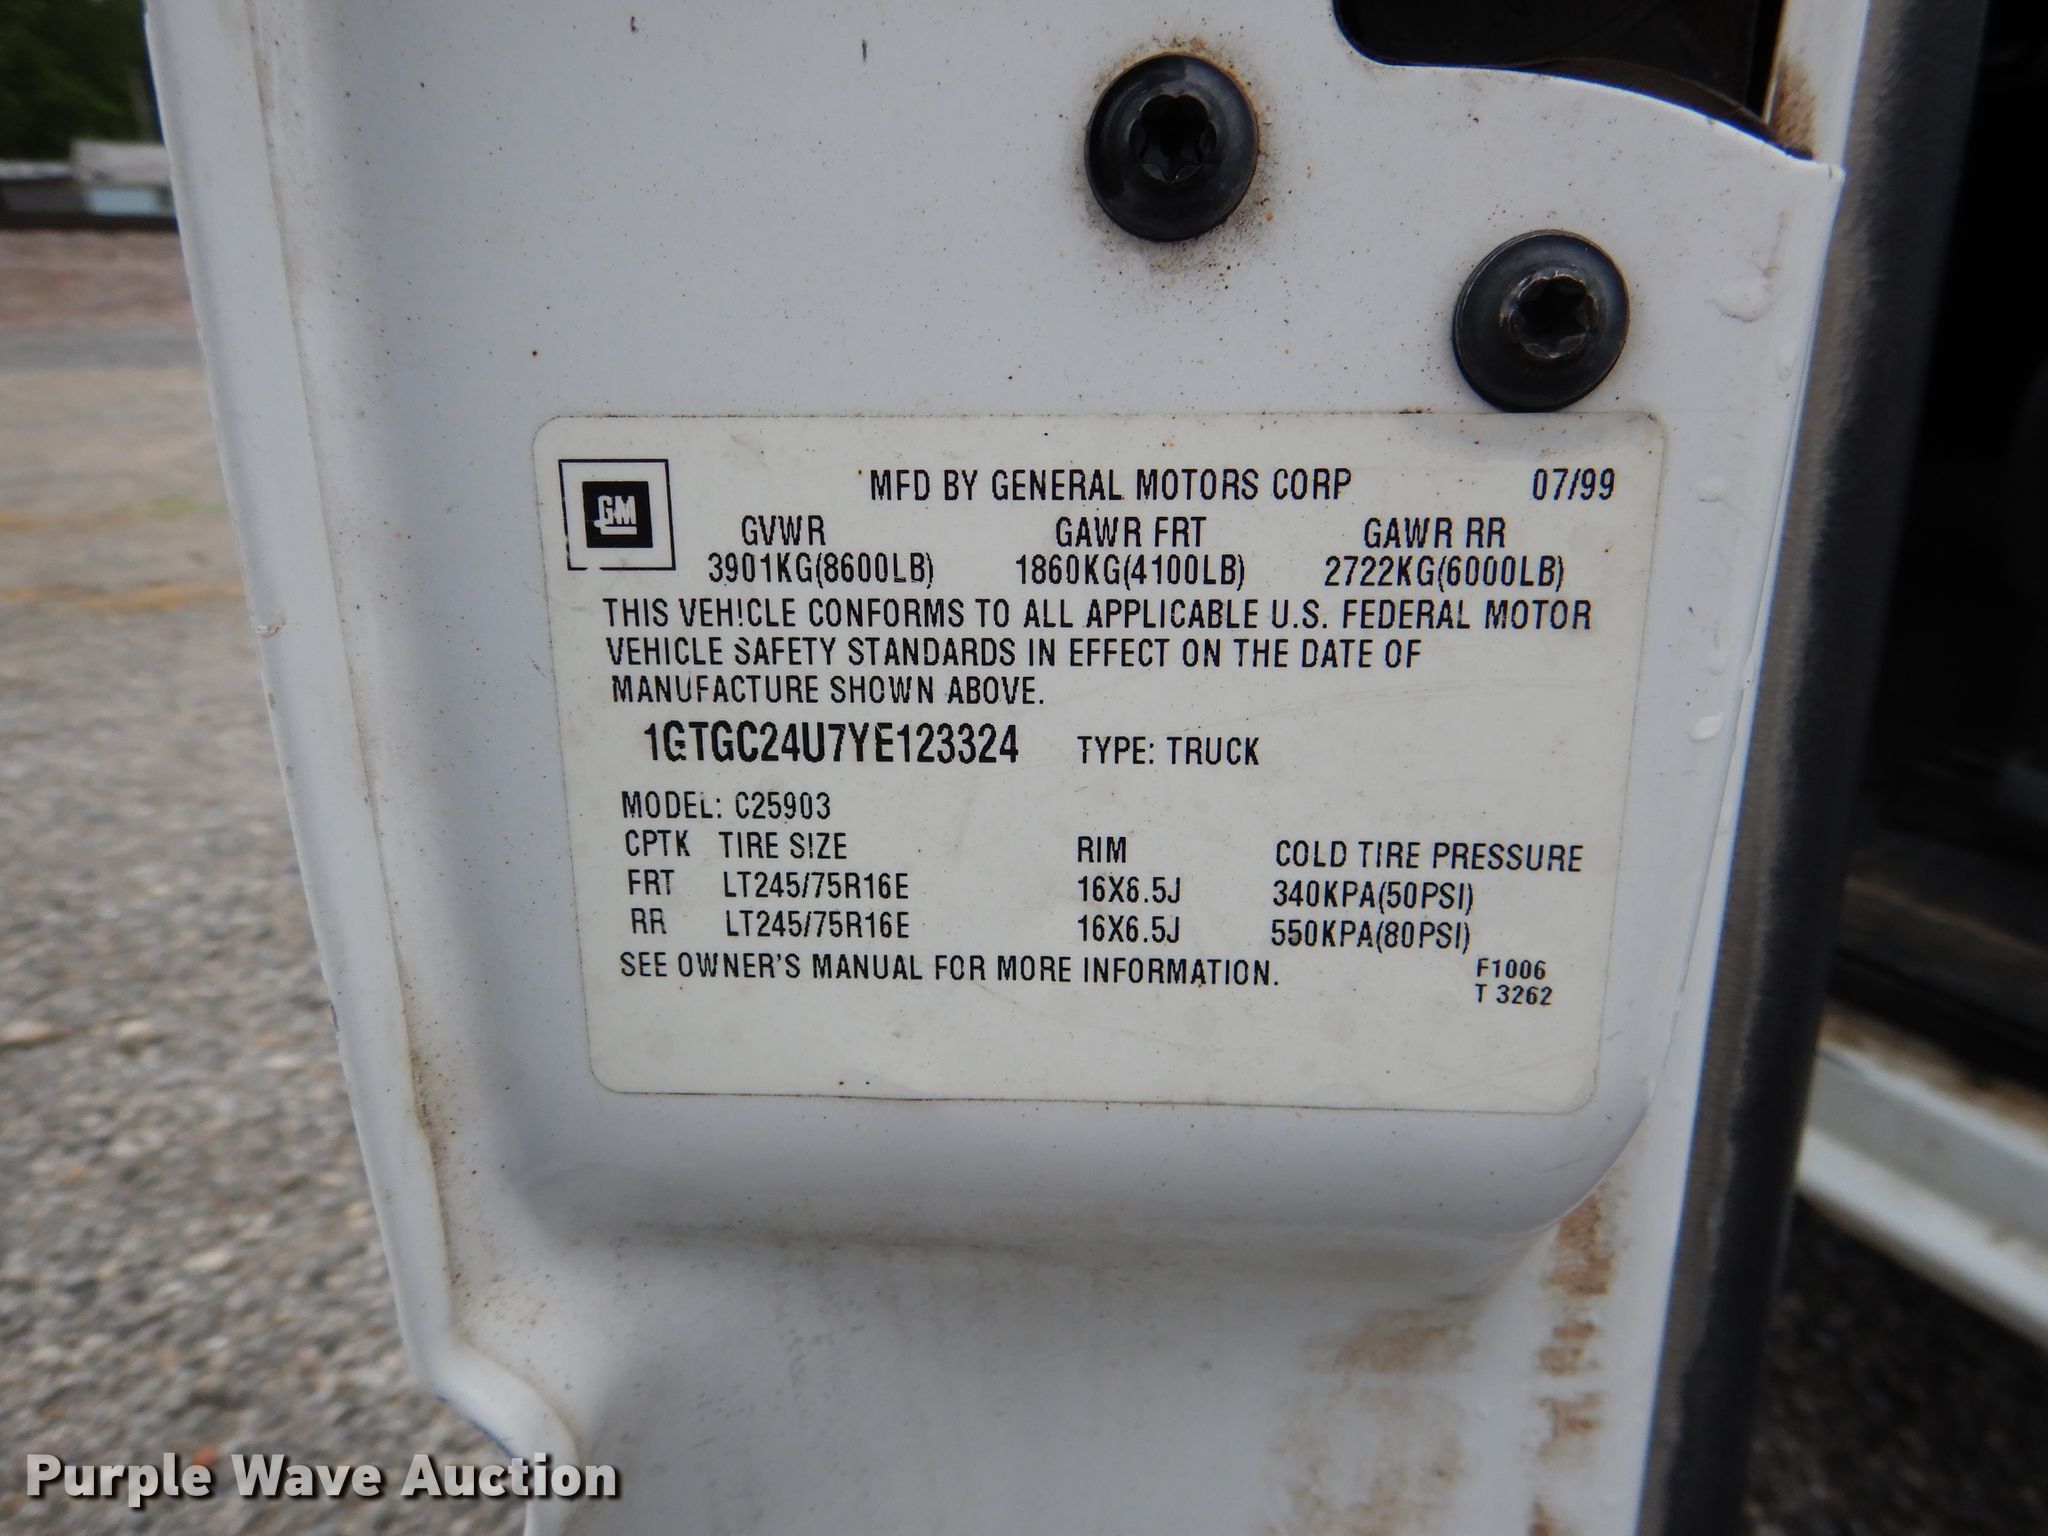 MFD BY GENERAL MOTORS CORP 07/99
GM
GVWR GAWR FRT GAWR RR
3901KG(8600LB) 1860KG(4100LB) 2722KG(6000LB)
THIS VEHICLE CONFORMS TO ALL APPLICABLE U.S. FEDERAL MOTOR
VEHICLE SAFETY STANDARDS IN EFFECT ON THE DATE OF
MANUFACTURE SHOWN ABOVE.
1GTGC24U7YE123324 TYPE: TRUCK
MODEL: C25903
CPTK TIRE SIZE RIM COLD TIRE PRESSURE
FRT LT245/75R16E 16X6.5J 340KPA(50PSI)
RR LT245/75R16E 16X6.5J 550KPA(80PSI)
SEE OWNER'S MANUAL FOR MORE INFORMATION. F1006
T 3262
Purple Wave Auction